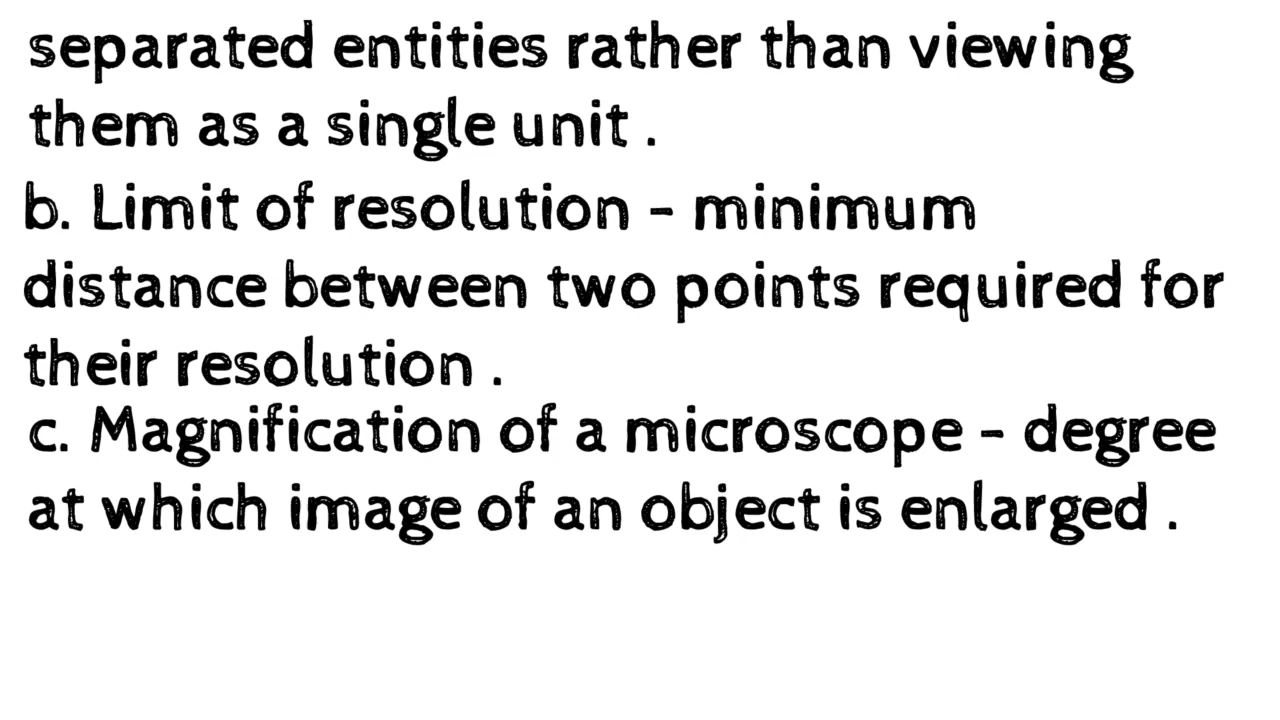 separated entities rather than viewing
them as a single unit .
b. Limit of resolution - minimum
distance between two points required for
their resolution .
c. Magnification of a microscope - degree
at which image of an object is enlarged .